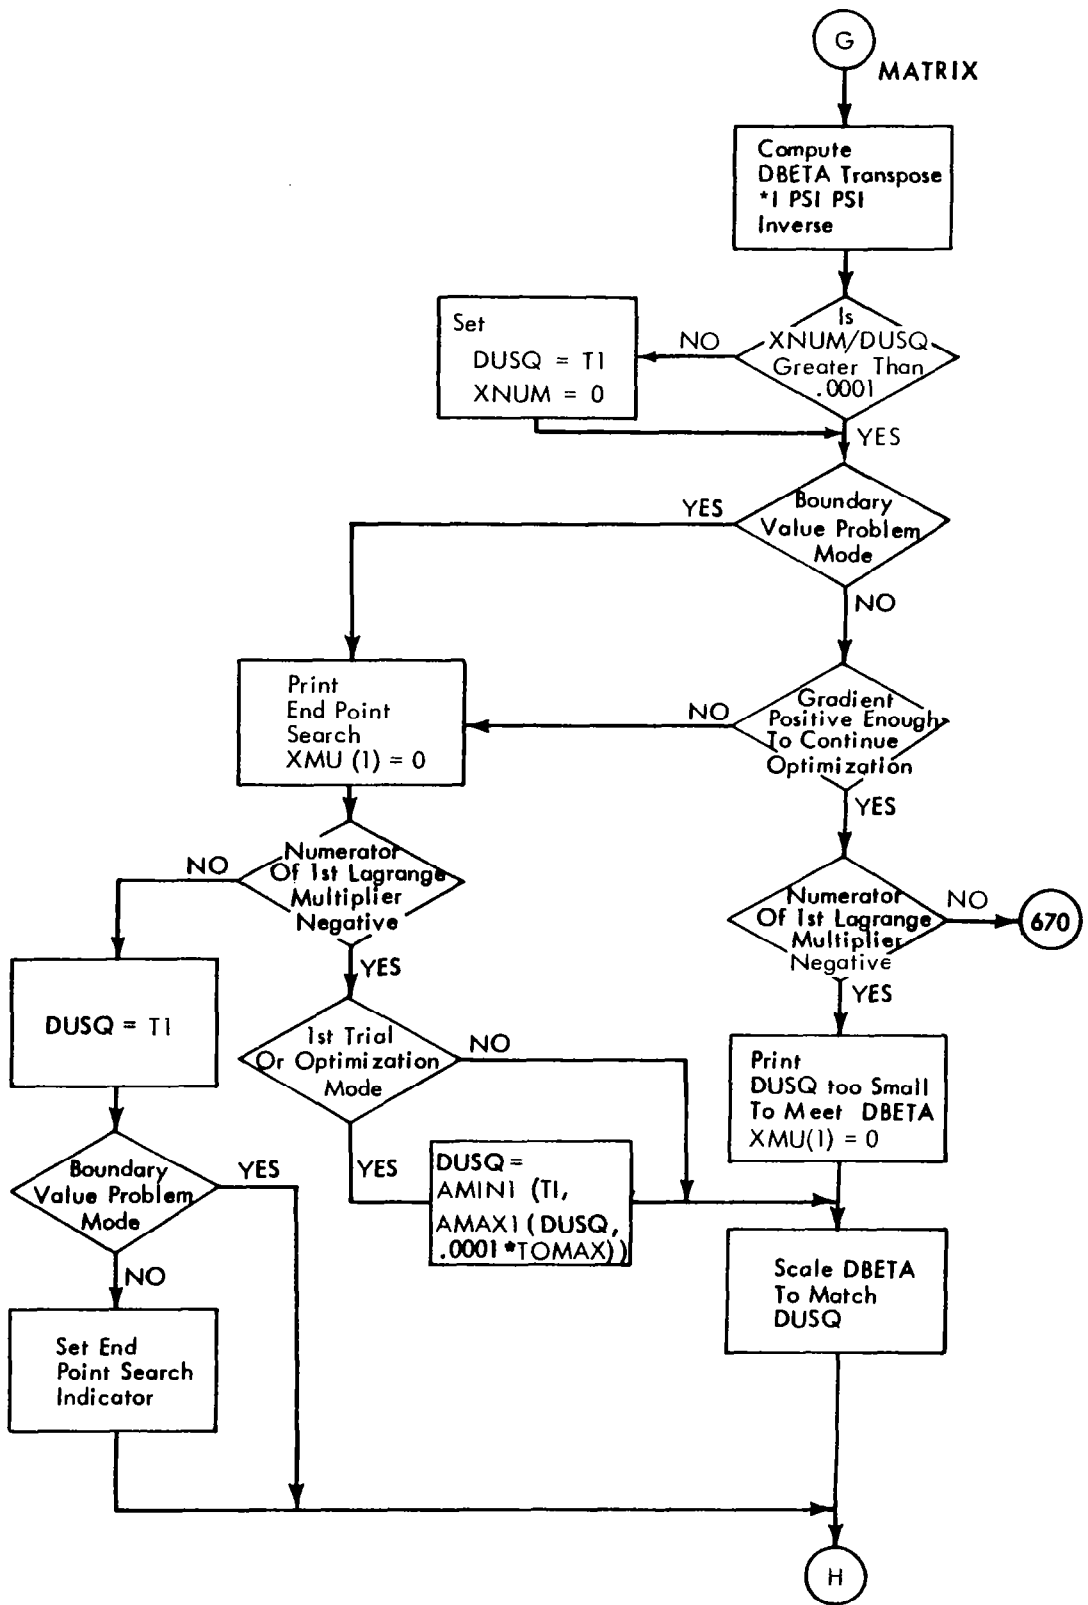 G
MATRIX
Compute
DBETA Transpose
*I PSI PSI
Inverse
Is
XNUM/DUSQ
Greater Than
.0001
NO
Set
DUSQ = T1
XNUM = 0
YES
Boundary
Value Problem
Mode
YES
NO
Gradient
Positive Enough
To Continue
Optimization
NO
YES
Print
End Point
Search
XMU (1) = 0
Numerator
Of 1st Lagrange
Multiplier
Negative
NO
YES
Numerator
Of 1st Lagrange
Multiplier
Negative
NO
670
YES
DUSQ = T1
1st Trial
Or Optimization
Mode
NO
YES
Print
DUSQ too Small
To Meet DBETA
XMU(1) = 0
DUSQ =
AMIN1 (T1,
AMAX1 (DUSQ,
.0001 *TOMAX))
Boundary
Value Problem
Mode
YES
NO
Scale DBETA
To Match
DUSQ
Set End
Point Search
Indicator
H